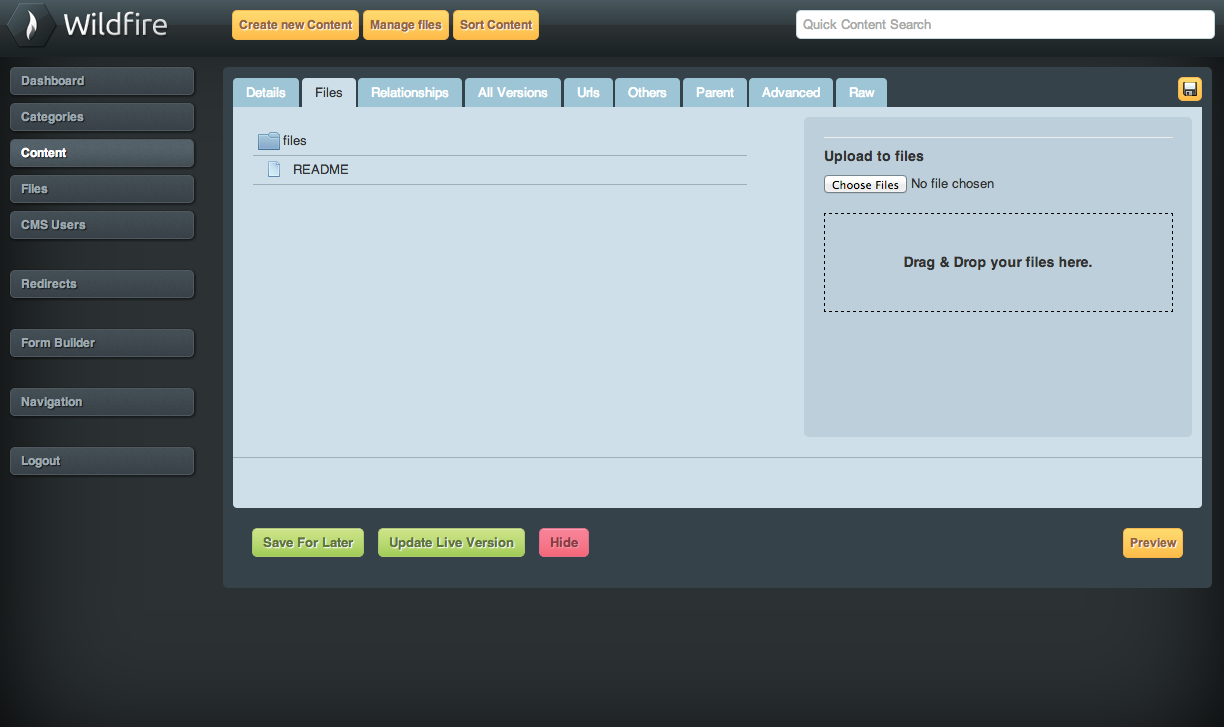 Wildfire
Create new Content
Manage files
Sort Content
Quick Content Search
Dashboard
Categories
Content
Files
CMS Users
Redirects
Form Builder
Navigation
Logout
Details
Files
Relationships
All Versions
Urls
Others
Parent
Advanced
Raw
files
README
Upload to files
Choose Files No file chosen
Drag & Drop your files here.
Save For Later
Update Live Version
Hide
Preview